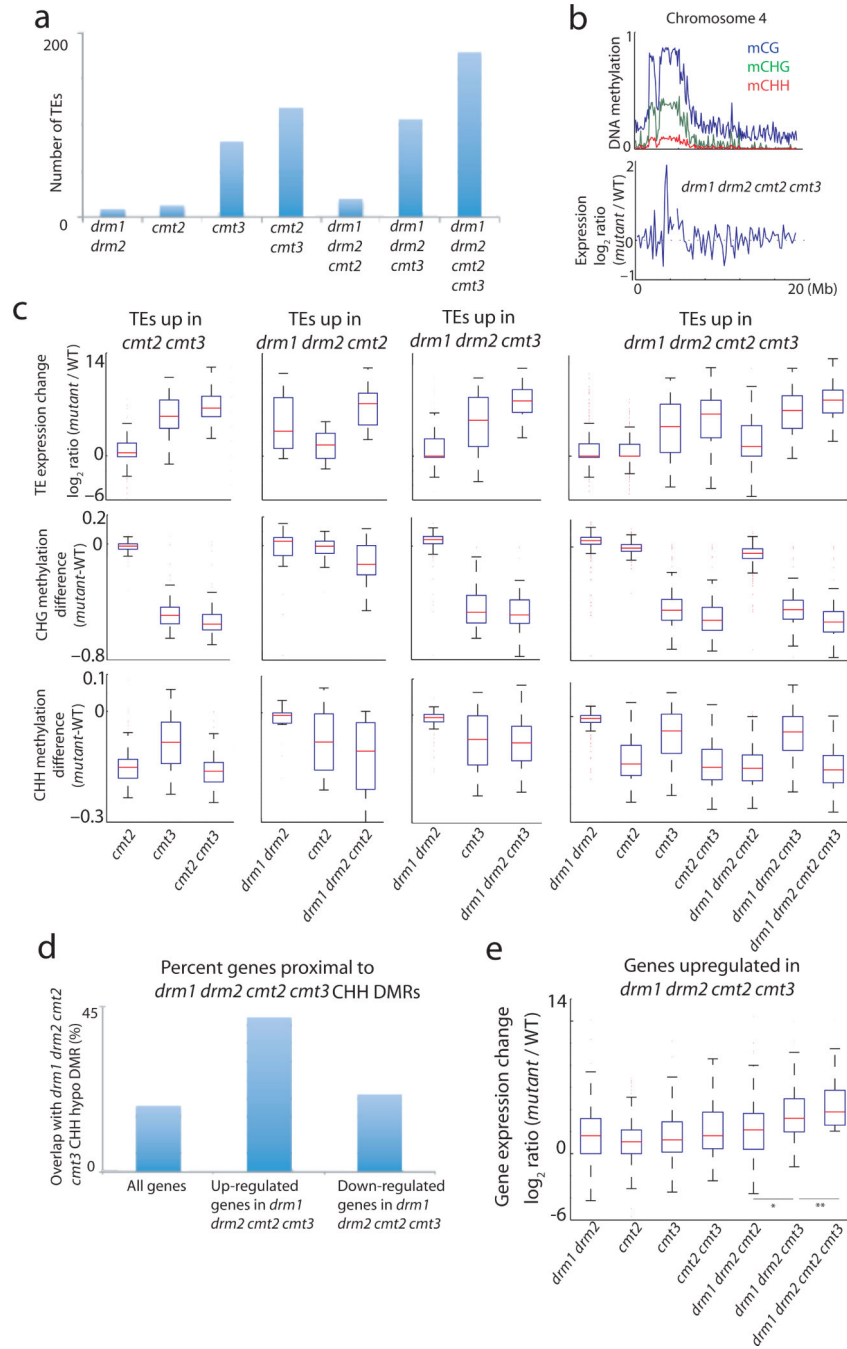 a
200
0
Number of TEs
drm1
drm2
cmt2
cmt3
cmt2
cmt3
drm1
drm2
cmt2
drm1
drm2
cmt3
drm1
drm2
cmt2
cmt3
b
Chromosome 4
1
0
DNA methylation
mCG
mCHG
mCHH
2
1
0
−1
Expression
log2 ratio
(mutant / WT)
drm1 drm2 cmt2 cmt3
0
20 (Mb)
c
TEs up in
cmt2 cmt3
TEs up in
drm1 drm2 cmt2
TEs up in
drm1 drm2 cmt3
TEs up in
drm1 drm2 cmt2 cmt3
TE expression change
log2 ratio (mutant / WT)
14
0
−6
CHG methylation
difference
(mutant-WT)
0.2
0
−0.8
CHH methylation
difference
(mutant-WT)
0.1
0
−0.3
cmt2
cmt3
cmt2 cmt3
drm1 drm2
cmt2
drm1 drm2 cmt2
drm1 drm2
cmt3
drm1 drm2 cmt3
drm1 drm2
cmt2
cmt3
cmt2 cmt3
drm1 drm2 cmt2
drm1 drm2 cmt3
drm1 drm2 cmt2 cmt3
d
Percent genes proximal to
drm1 drm2 cmt2 cmt3 CHH DMRs
Overlap with drm1 drm2 cmt2
cmt3 CHH hypo DMR (%)
45
0
All genes
Up-regulated
genes in drm1
drm2 cmt2 cmt3
Down-regulated
genes in drm1
drm2 cmt2 cmt3
e
Genes upregulated in
drm1 drm2 cmt2 cmt3
Gene expression change
log2 ratio (mutant / WT)
14
0
-6
*
**
drm1 drm2
cmt2
cmt3
cmt2 cmt3
drm1 drm2 cmt2
drm1 drm2 cmt3
drm1 drm2 cmt2 cmt3